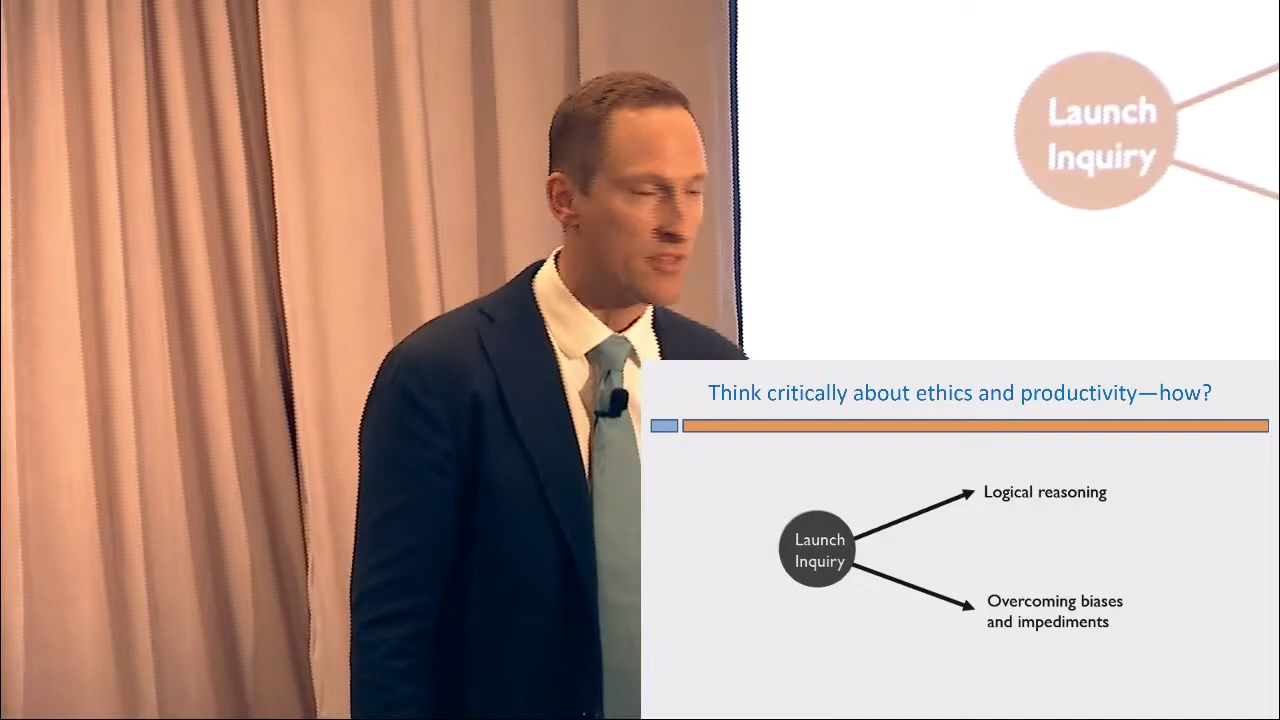 Launch
Inquiry
Think critically about ethics and productivity—how?
Logical reasoning
Launch
Inquiry
Overcoming biases
and impediments